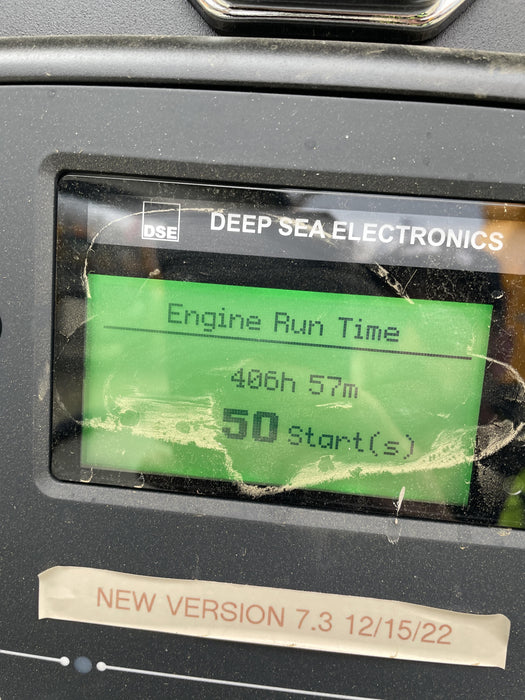 DSE DEEP SEA ELECTRONICS
Engine Run Time
406h 57m
50 Start(s)
NEW VERSION 7.3 12/15/22